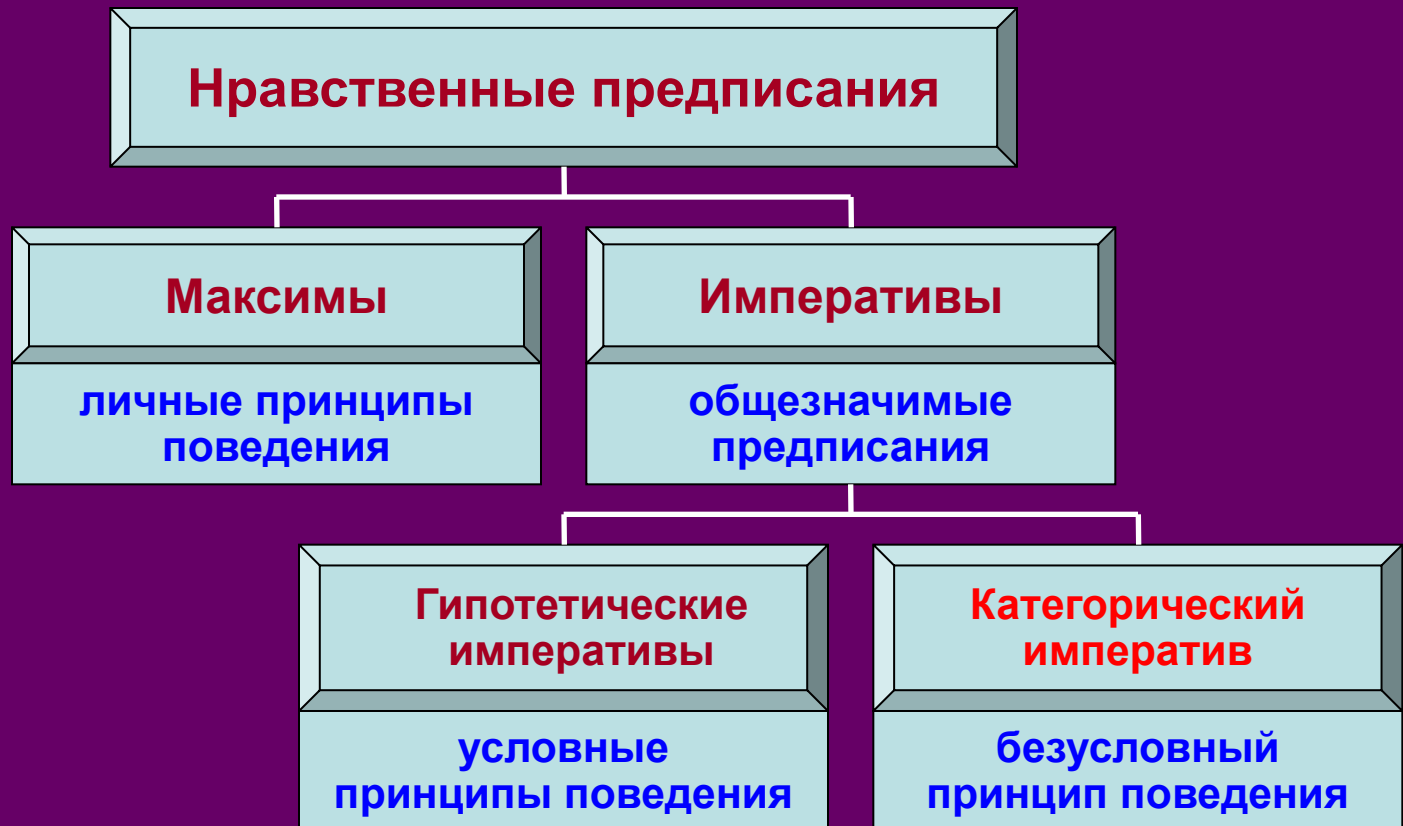 Нравственные предписания
Максимы
личные принципы
поведения
Императивы
общезначимые
предписания
Гипотетические
императивы
условные
принципы поведения
Категорический
императив
безусловный
принцип поведения